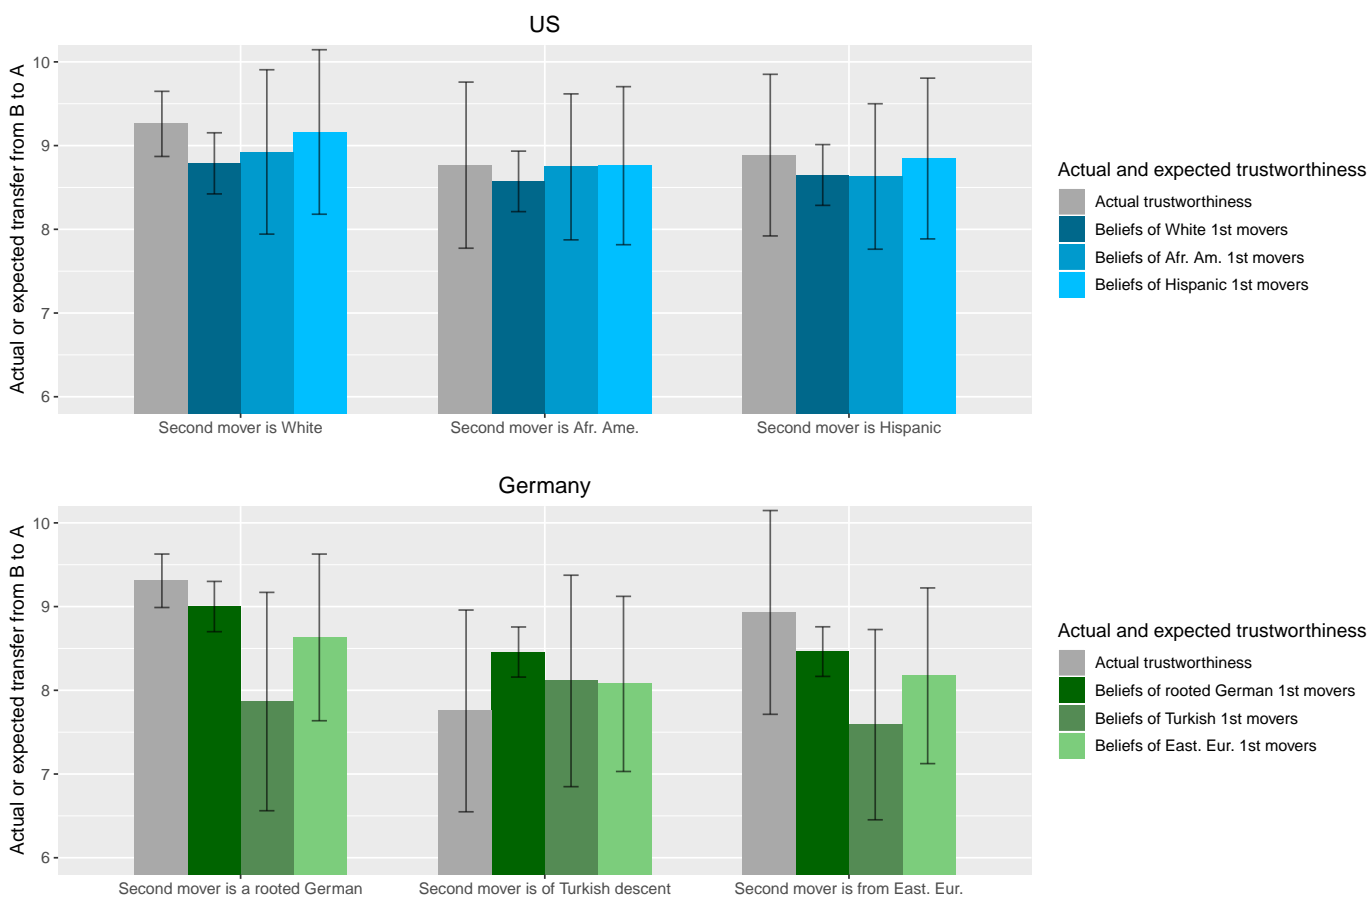 US
Actual or expected transfer from B to A
10
9
8
7
6
Second mover is White
Second mover is Afr. Ame.
Second mover is Hispanic
Actual and expected trustworthiness
Actual trustworthiness
Beliefs of White 1st movers
Beliefs of Afr. Am. 1st movers
Beliefs of Hispanic 1st movers
Germany
Actual or expected transfer from B to A
10
9
8
7
6
Second mover is a rooted German
Second mover is of Turkish descent
Second mover is from East. Eur.
Actual and expected trustworthiness
Actual trustworthiness
Beliefs of rooted German 1st movers
Beliefs of Turkish 1st movers
Beliefs of East. Eur. 1st movers